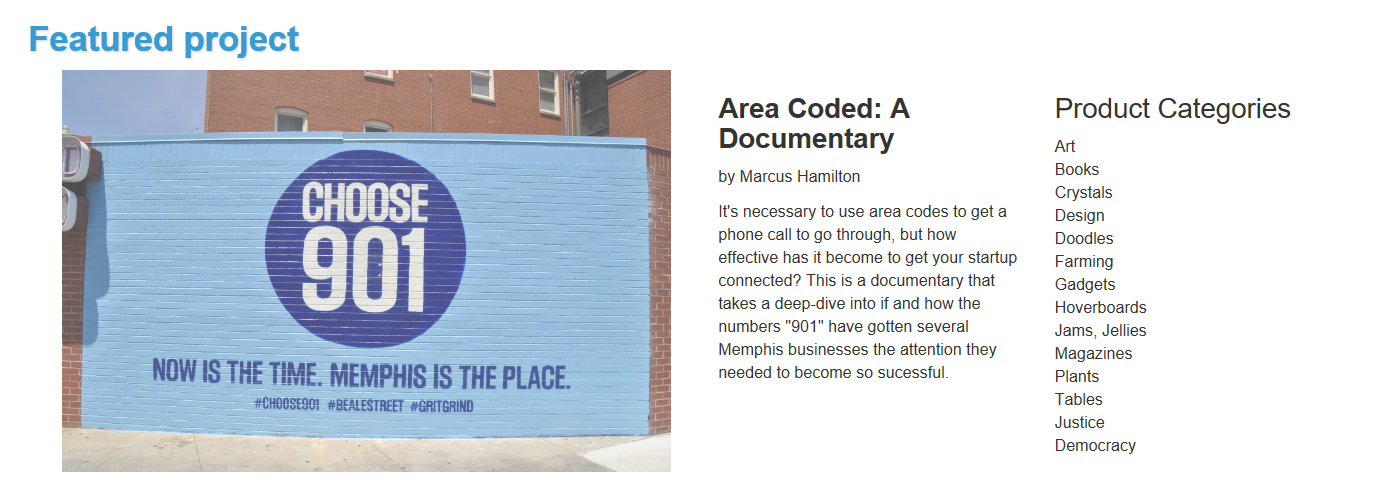 Featured project
CHOOSE
901
NOW IS THE TIME. MEMPHIS IS THE PLACE.
#CHOOSE901 #BEALESTREET #GRITGRIND
Area Coded: A
Documentary
by Marcus Hamilton
It's necessary to use area codes to get a
phone call to go through, but how
effective has it become to get your startup
connected? This is a documentary that
takes a deep-dive into if and how the
numbers "901" have gotten several
Memphis businesses the attention they
needed to become so sucessful.
Product Categories
Art
Books
Crystals
Design
Doodles
Farming
Gadgets
Hoverboards
Jams, Jellies
Magazines
Plants
Tables
Justice
Democracy